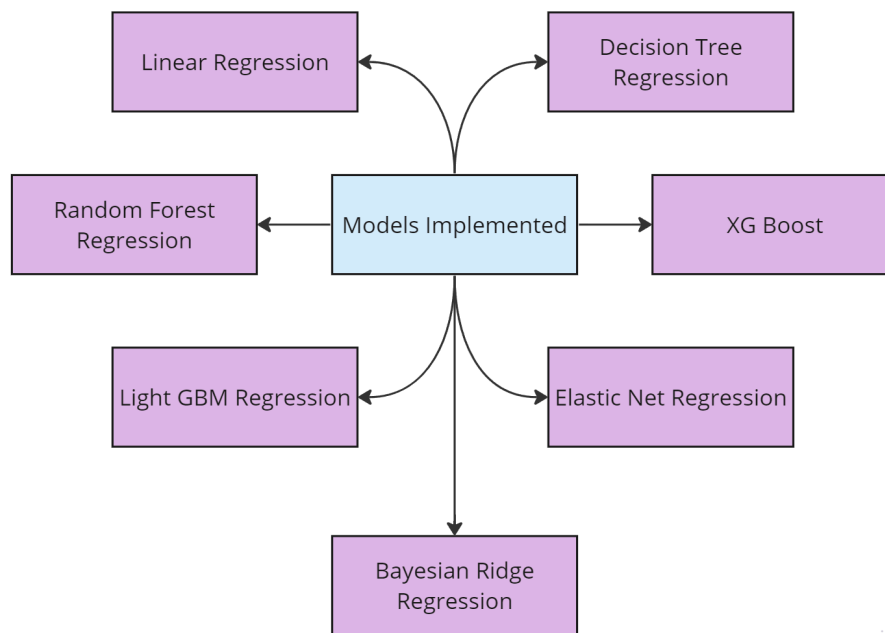 Linear Regression
Decision Tree
Regression
Random Forest
Regression
Models Implemented
XG Boost
Light GBM Regression
Elastic Net Regression
Bayesian Ridge
Regression